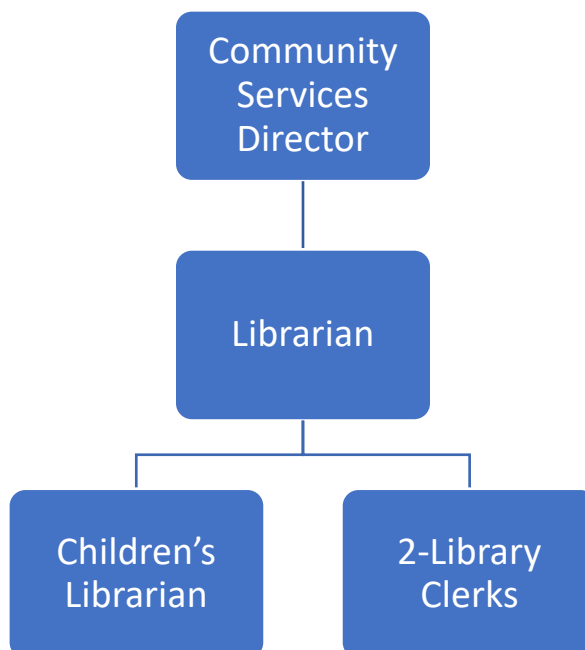 Community
Services
Director
Librarian
Children’s
Librarian
2-Library
Clerks